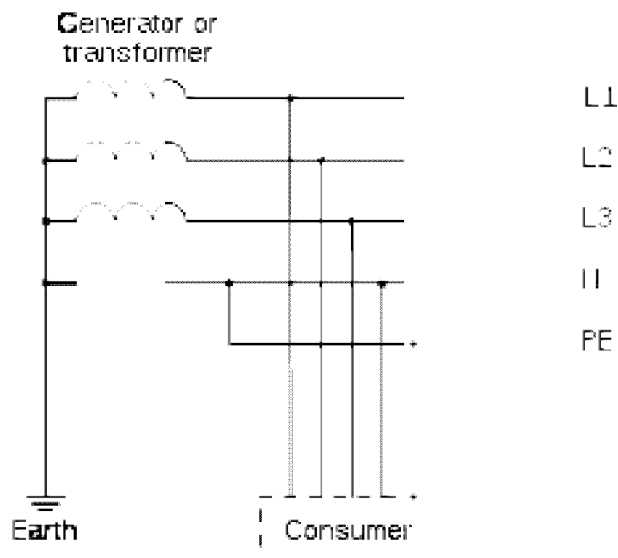 Generator or
transformer
L1
L2
L3
N
PE
Earth
Consumer